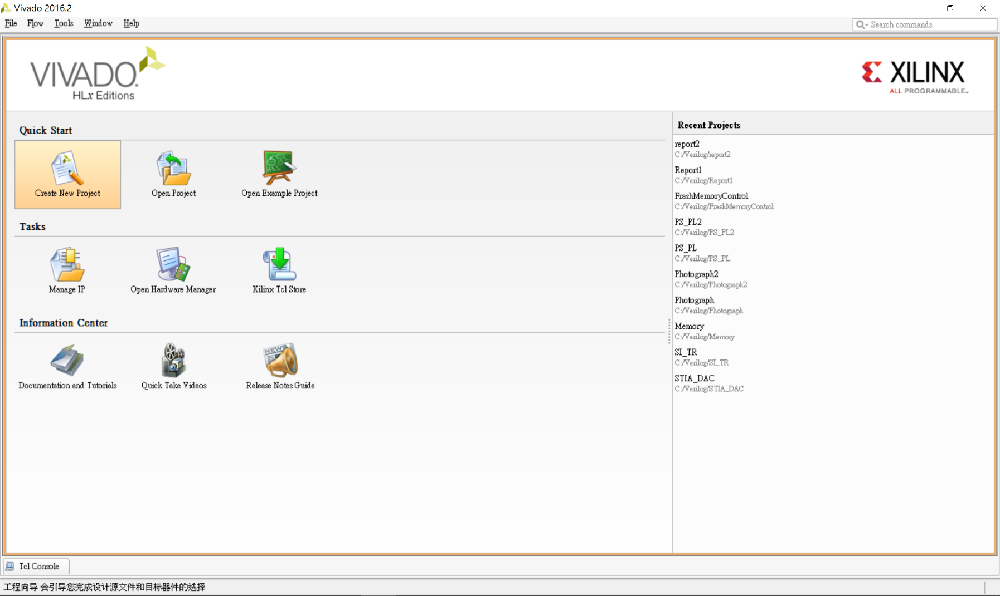 Vivado 2016.2
File Flow Tools Window Help
Search commands
VIVADO.
HLx Editions
XILINX
ALL PROGRAMMABLE™
Quick Start
Create New Project
Open Project
Open Example Project
Tasks
Manage IP
Open Hardware Manager
Xilinx Tcl Store
Information Center
NEWS
Documentation and Tutorials
Quick Take Videos
Release Notes Guide
Recent Projects
report2
C:/Verilog/report2
Report1
C:/Verilog/Report1
FrashMemoryControl
C:/Verilog/FrashMemoryControl
PS_PL2
C:/Verilog/PS_PL2
PS_PL
C:/Verilog/PS_PL
Photograph2
C:/Verilog/Photograph2
Photograph
C:/Verilog/Photograph
Memory
C:/Verilog/Memory
SI_TR
C:/Verilog/SI_TR
STIA_DAC
C:/Verilog/STIA_DAC
Tcl Console
工程向导 会引导您完成设计源文件和目标器件的选择